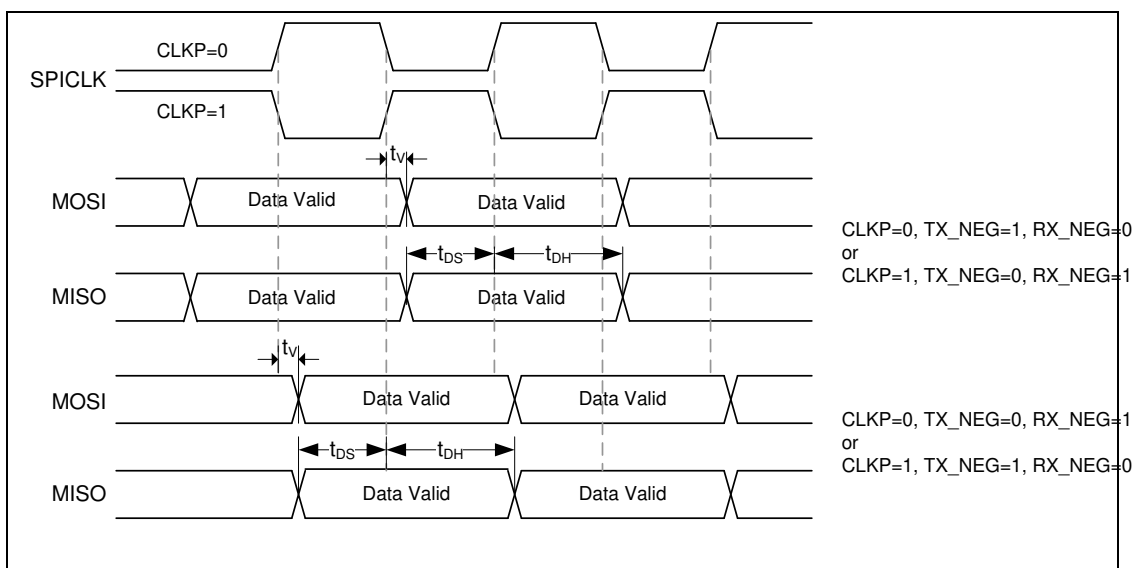 CLKP=0
SPICLK
CLKP=1
tV
MOSI
Data Valid
Data Valid
CLKP=0, TX_NEG=1, RX_NEG=0
or
CLKP=1, TX_NEG=0, RX_NEG=1
tDS
tDH
MISO
Data Valid
Data Valid
tV
MOSI
Data Valid
Data Valid
CLKP=0, TX_NEG=0, RX_NEG=1
or
CLKP=1, TX_NEG=1, RX_NEG=0
tDS
tDH
MISO
Data Valid
Data Valid